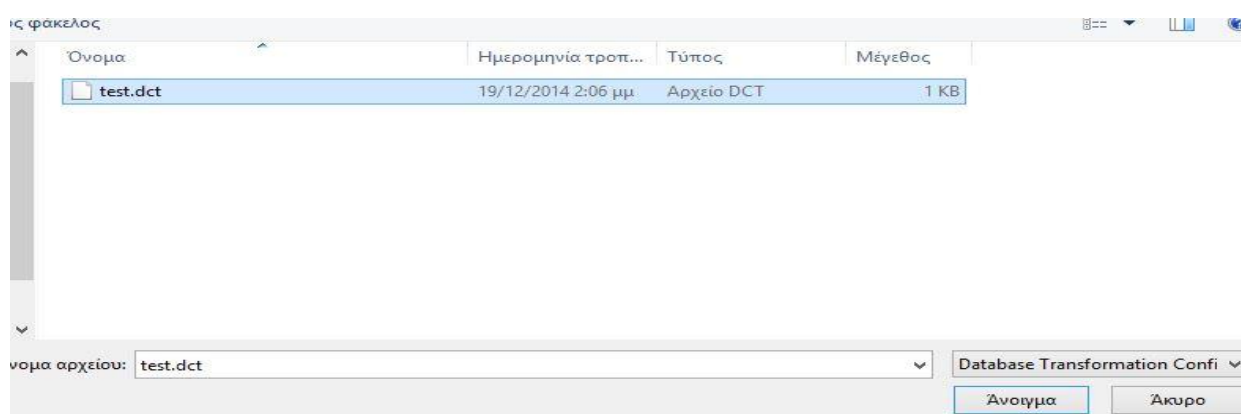 ος φάκελος
Όνομα Ημερομηνία τροπ... Τύπος Μέγεθος
test.dct 19/12/2014 2:06 μμ Αρχείο DCT 1 KB
νομα αρχείου: test.dct Database Transformation Confi
Άνοιγμα Άκυρο